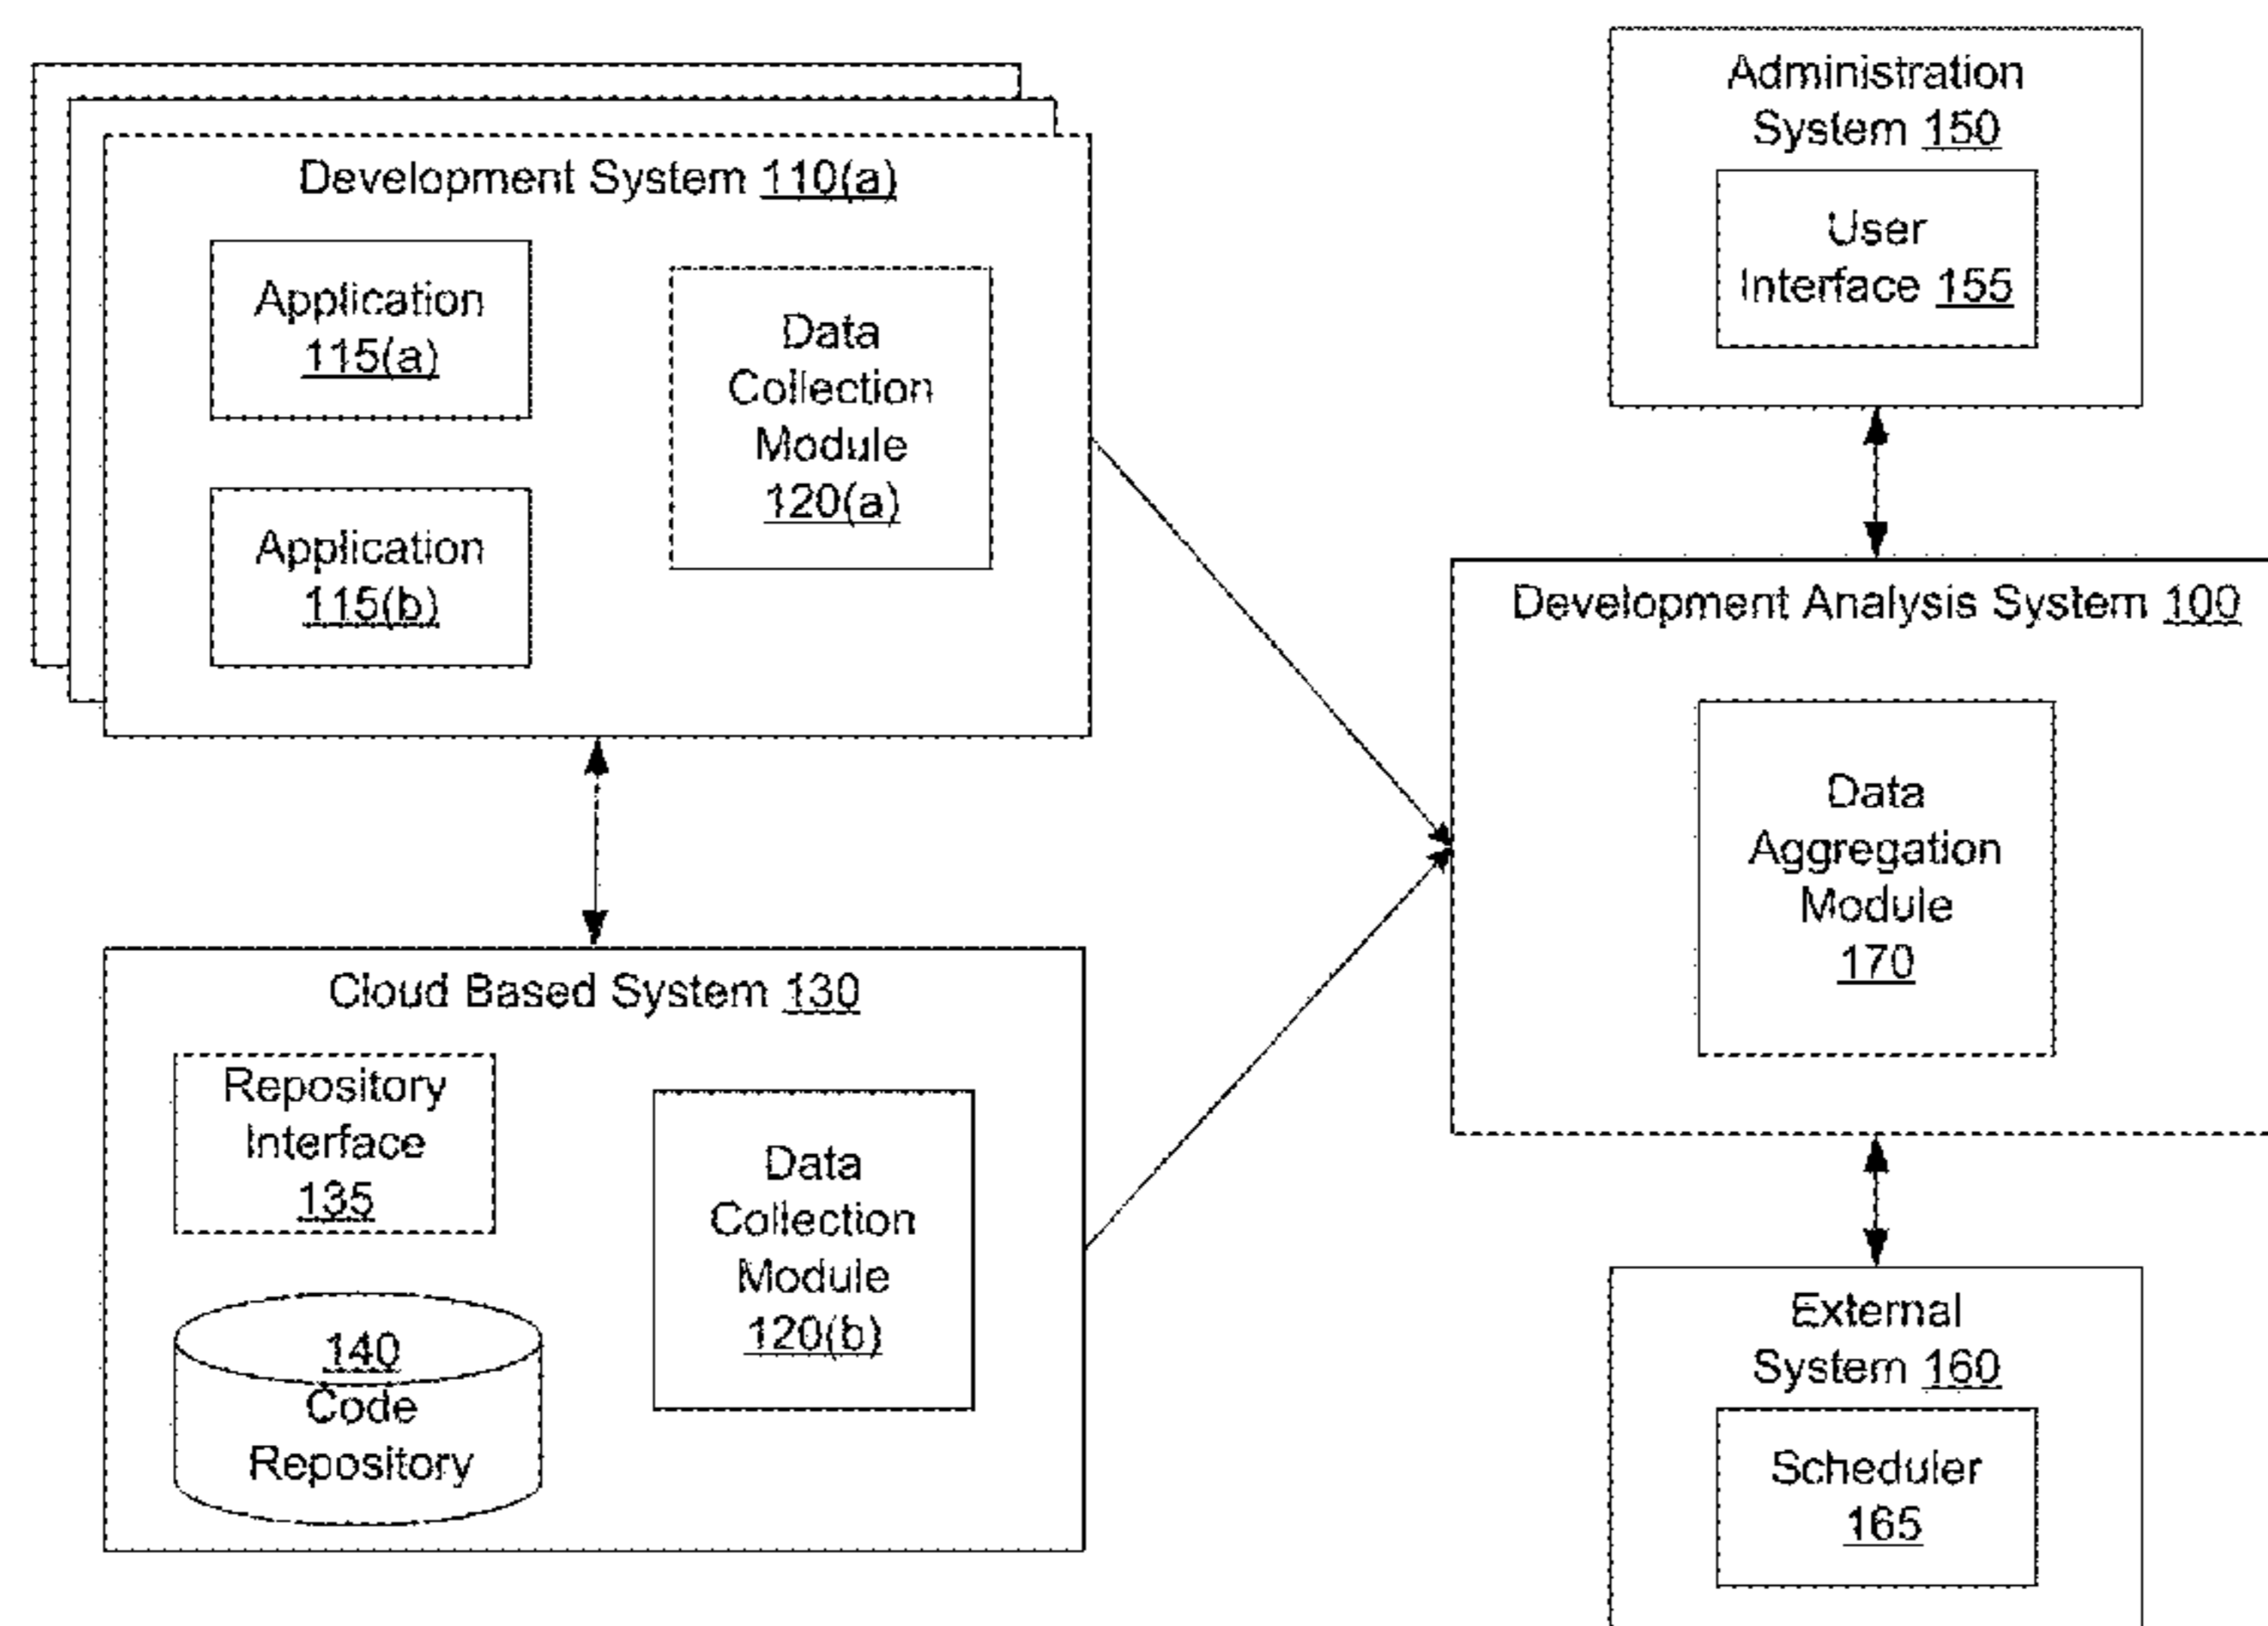 Development System 110(a)
Application
115(a)
Data
Collection
Module
120(a)
Application
115(b)
Cloud Based System 130
Repository
Interface
135
Data
Collection
Module
120(b)
140
Code
Repository
Administration
System 150
User
Interface 155
Development Analysis System 100
Data
Aggregation
Module
170
External
System 160
Scheduler
165